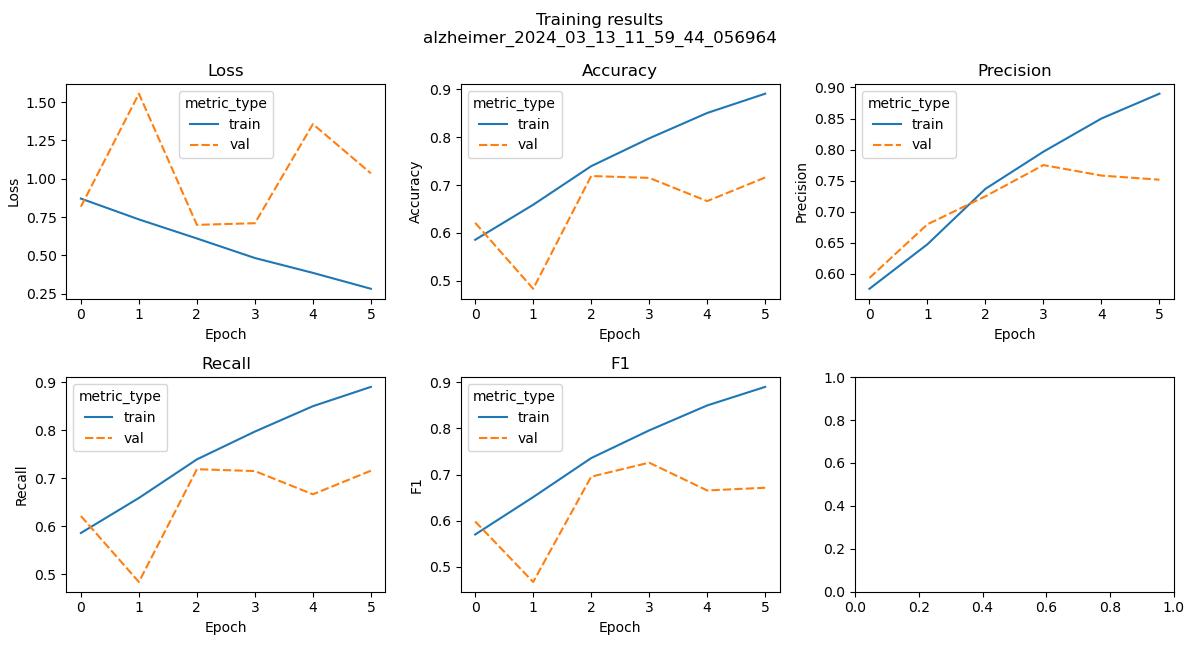 Training results
alzheimer_2024_03_13_11_59_44_056964
Loss
metric_type
train
val
1.50
1.25
1.00
0.75
0.50
0.25
Loss
0 1 2 3 4 5
Epoch
Accuracy
metric_type
train
val
0.9
0.8
0.7
0.6
0.5
Accuracy
0 1 2 3 4 5
Epoch
Precision
metric_type
train
val
0.90
0.85
0.80
0.75
0.70
0.65
0.60
Precision
0 1 2 3 4 5
Epoch
Recall
metric_type
train
val
0.9
0.8
0.7
0.6
0.5
Recall
0 1 2 3 4 5
Epoch
F1
metric_type
train
val
0.9
0.8
0.7
0.6
0.5
F1
0 1 2 3 4 5
Epoch
1.0
0.8
0.6
0.4
0.2
0.0
0.0 0.2 0.4 0.6 0.8 1.0